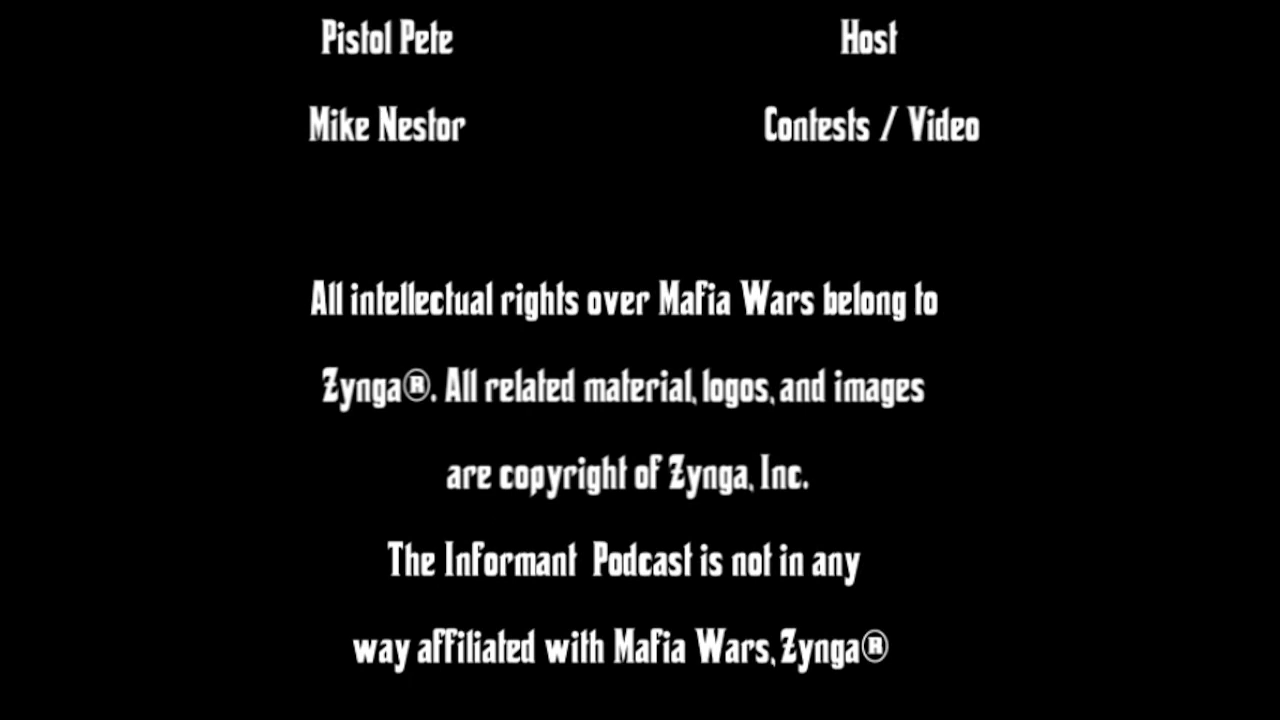 Pistol Pete Host
Mike Nestor Contests / Video
All intellectual rights over Mafia Wars belong to
Zynga®. All related material, logos, and images
are copyright of Zynga, Inc.
The Informant Podcast is not in any
way affiliated with Mafia Wars, Zynga®